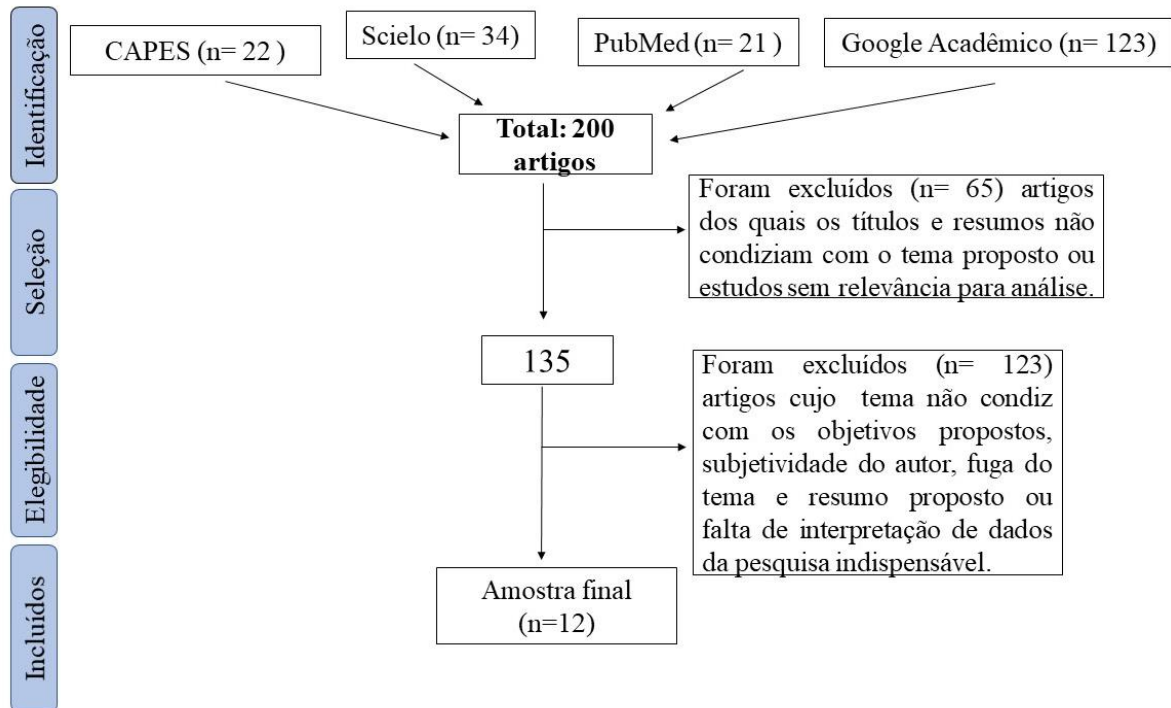 Identificação
CAPES (n= 22 )
Scielo (n= 34)
PubMed (n= 21 )
Google Acadêmico (n= 123)
Total: 200
artigos
Seleção
Foram excluídos (n= 65) artigos
dos quais os títulos e resumos não
condiziam com o tema proposto ou
estudos sem relevância para análise.
135
Elegibilidade
Foram excluídos (n= 123)
artigos cujo tema não condiz
com os objetivos propostos,
subjetividade do autor, fuga do
tema e resumo proposto ou
falta de interpretação de dados
da pesquisa indispensável.
Incluídos
Amostra final
(n=12)